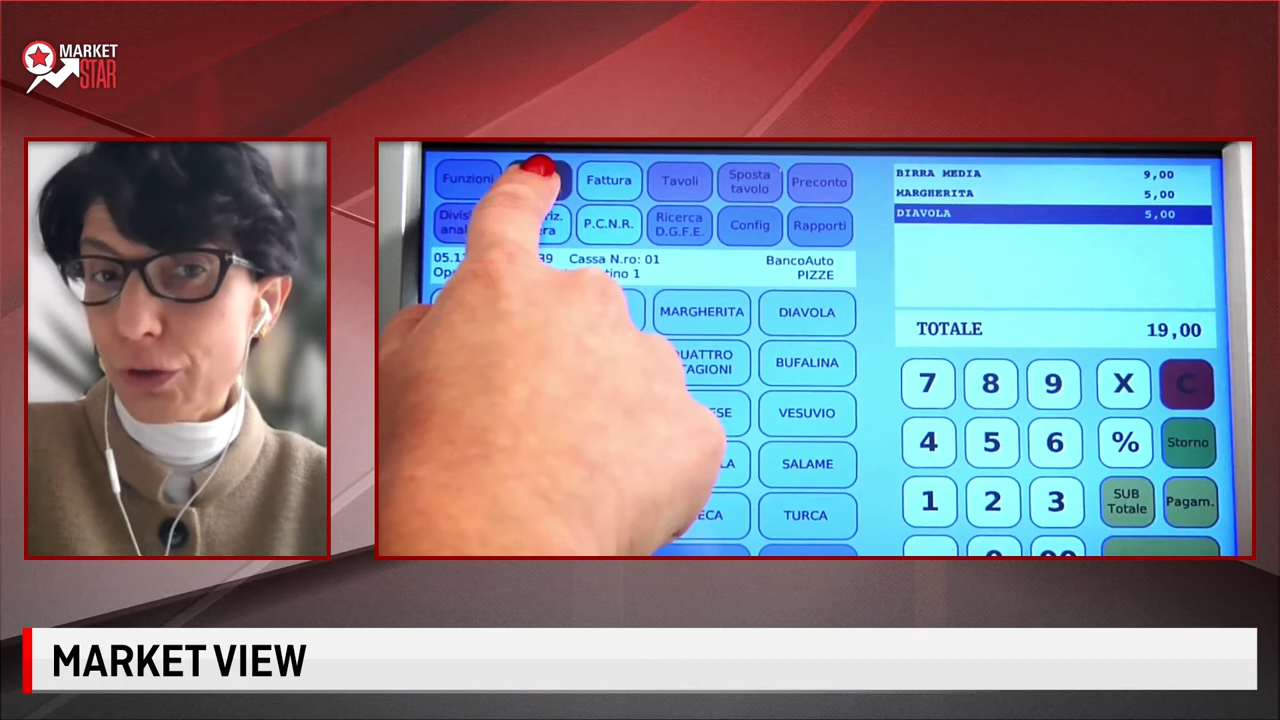 MARKET
STAR
Funzioni
Fattura
Tavoli
Sposta
tavolo
Preconto
P.C.N.R.
Ricerca
D.G.F.E.
Config
Rapporti
Cassa N.ro: 01
BancoAuto
PIZZE
MARGHERITA
DIAVOLA
BUFALINA
VESUVIO
SALAME
TURCA
BIRRA MEDIA 9,00
MARGHERITA 5,00
DIAVOLA 5,00
TOTALE 19,00
7 8 9 X C
4 5 6 % Storno
1 2 3 SUB
Totale Pagam.
MARKET VIEW